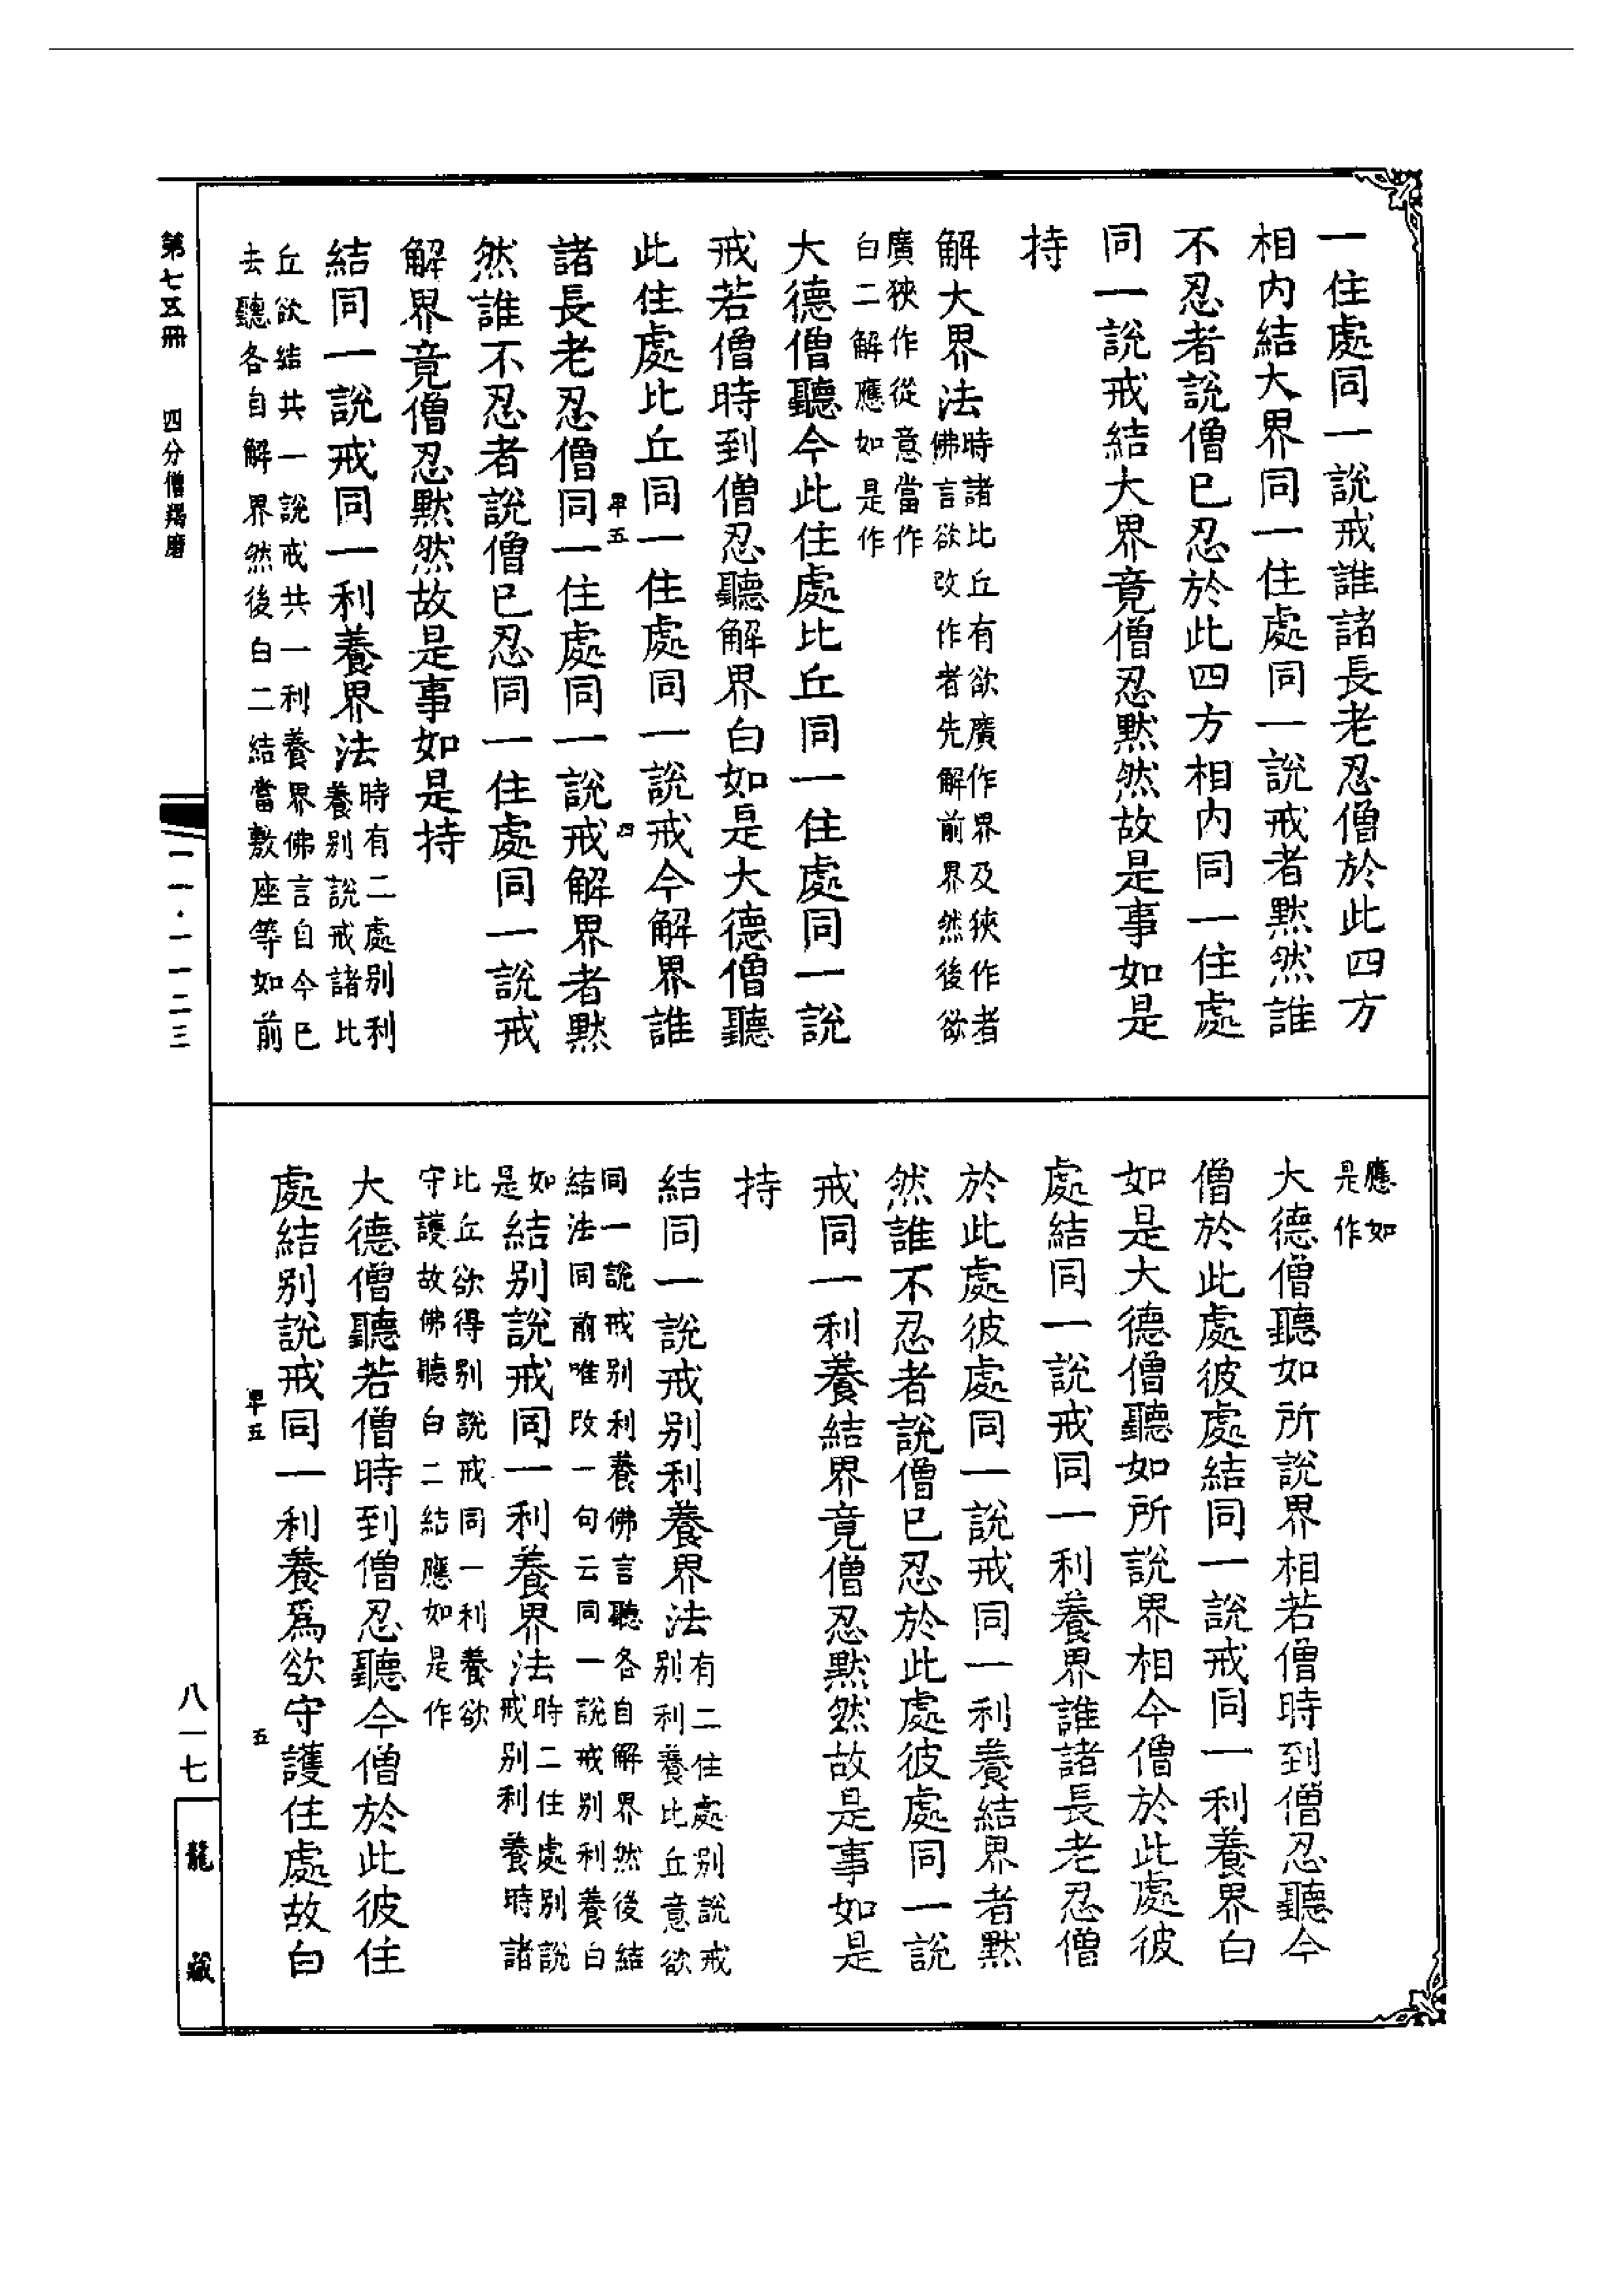 一住處同一說戒誰諸長老忍僧於此四方
相內結大界同一住處同一說戒者默然誰
不忍者說僧已忍於此四方相內同一住處
同一說戒結大界竟僧忍默然故是事如是
持
解大界法時諸比丘有欲廣作界及狹作者
佛言欲改作者先解前界然後欲
廣狹作從意當作
白二解應如是作
大德僧聽今此住處比丘同一住處同一說
戒若僧時到僧忍聽解界白如是大德僧聽
此住處比丘同一住處同一說戒今解界誰
諸長老忍僧同一住處同一說戒解界者默
然誰不忍者說僧已忍同一住處同一說戒
解界竟僧忍默然故是事如是持
結同一說戒同一利養界法時有二處別利
養別說戒諸比
丘欲結共一說戒共一利養界佛言自今已
去聽各自解界然後白二結當敷座等如前
應如
是作
大德僧聽如所說界相若僧時到僧忍聽今
僧於此處彼處結同一說戒同一利養界白
如是大德僧聽如所說界相今僧於此處彼
處結同一說戒同一利養界誰諸長老忍僧
於此處彼處同一說戒同一利養結界者默
然誰不忍者說僧已忍於此處彼處同一說
戒同一利養結界竟僧忍默然故是事如是
持
結同一說戒別利養界法有二住處別說戒
別利養比丘意欲
同一說戒別利養佛言聽各自解界然後結
結法同前唯改一句云同一說戒別利養白
如
是結別說戒同一利養界法時二住處別說
戒別利養時諸
比丘欲得別說戒同一利養欲
守護故佛聽白二結應如是作
大德僧聽若僧時到僧忍聽今僧於此彼住
處結別說戒同一利養爲欲守護住處故白
第七五冊 四分僧羯磨
一一·一一二三
八一七
龍藏
早五 四
早五 五